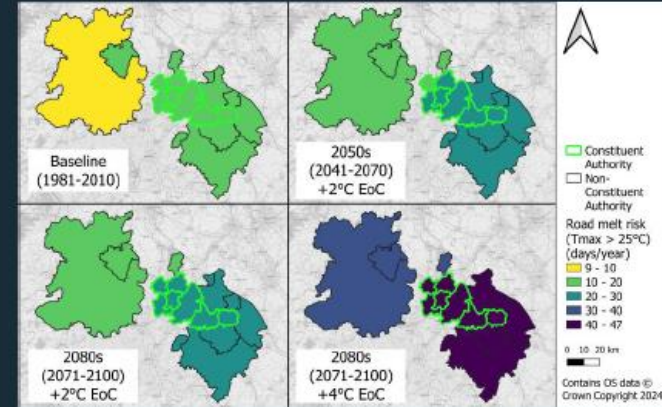 Baseline
(1981-2010)
2050s
(2041-2070)
+2°C EoC
2080s
(2071-2100)
+2°C EoC
2080s
(2071-2100)
+4°C EoC
Constituent
Authority
Non-
Constituent
Authority
Road melt risk
(Tmax > 25°C)
(days/year)
9 - 10
10 - 20
20 - 30
30 - 40
40 - 47
0 10 20 km
Contains OS data ©
Crown Copyright 2024